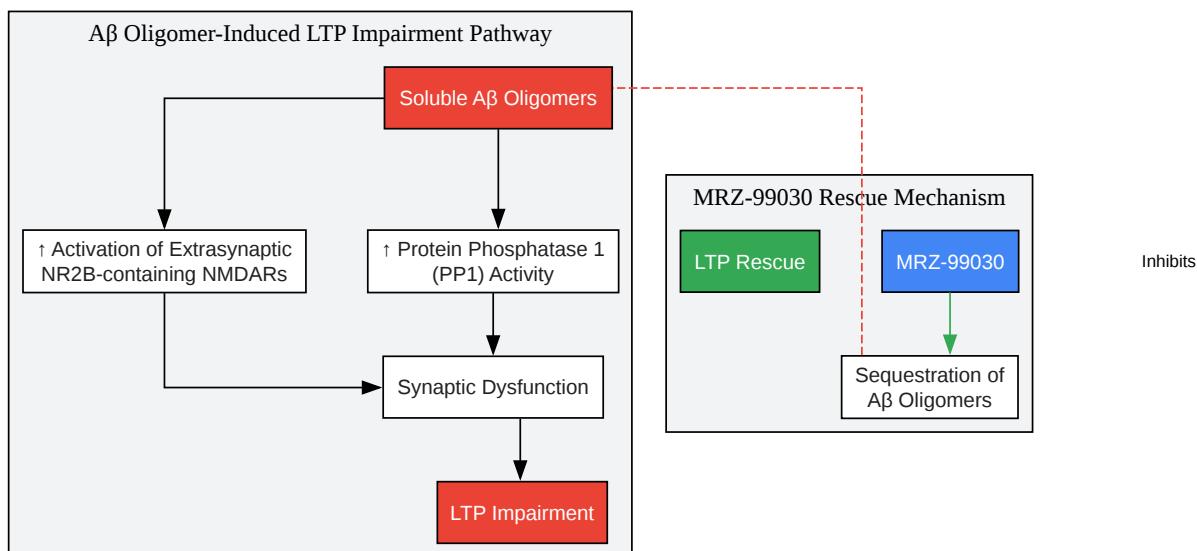 Aβ Oligomer-Induced LTP Impairment Pathway
Soluble Aβ Oligomers
↑ Activation of Extrasynaptic
NR2B-containing NMDARs
↑ Protein Phosphatase 1
(PP1) Activity
Synaptic Dysfunction
LTP Impairment
MRZ-99030 Rescue Mechanism
LTP Rescue
MRZ-99030
Sequestration of
Aβ Oligomers
Inhibits